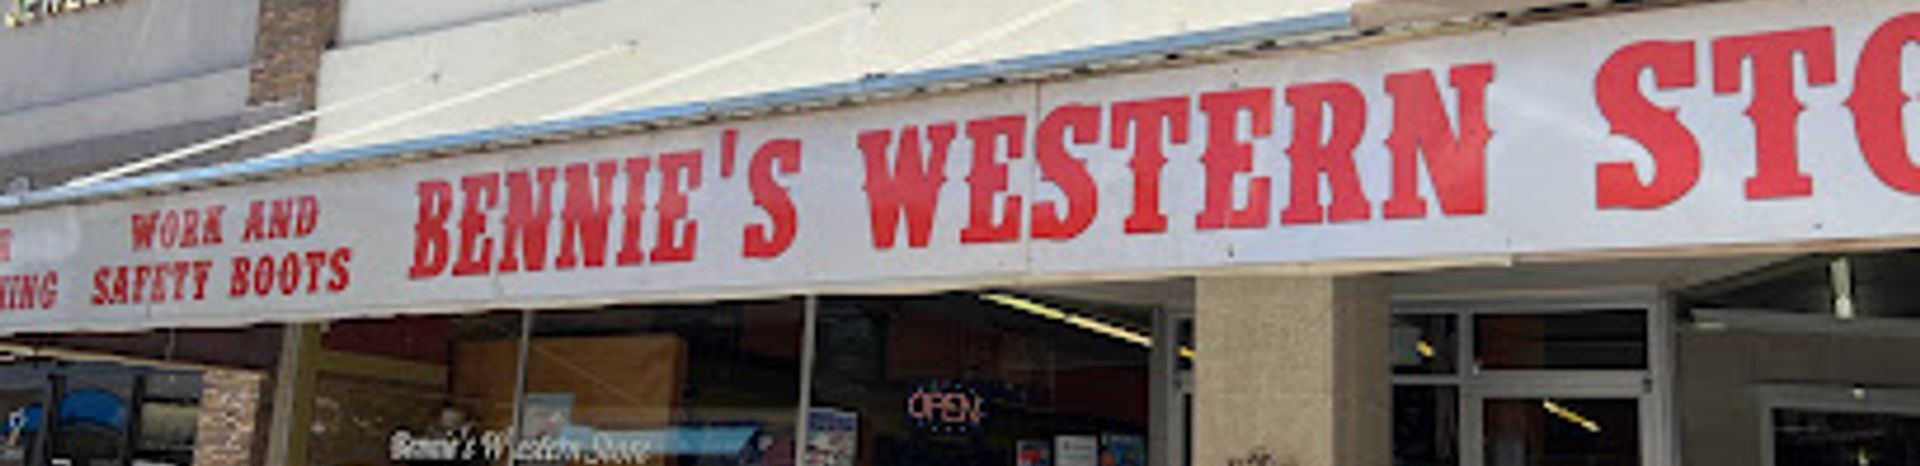 WORK AND
SAFETY BOOTS
BENNIE'S WESTERN
OPEN
Bennie's Western Store